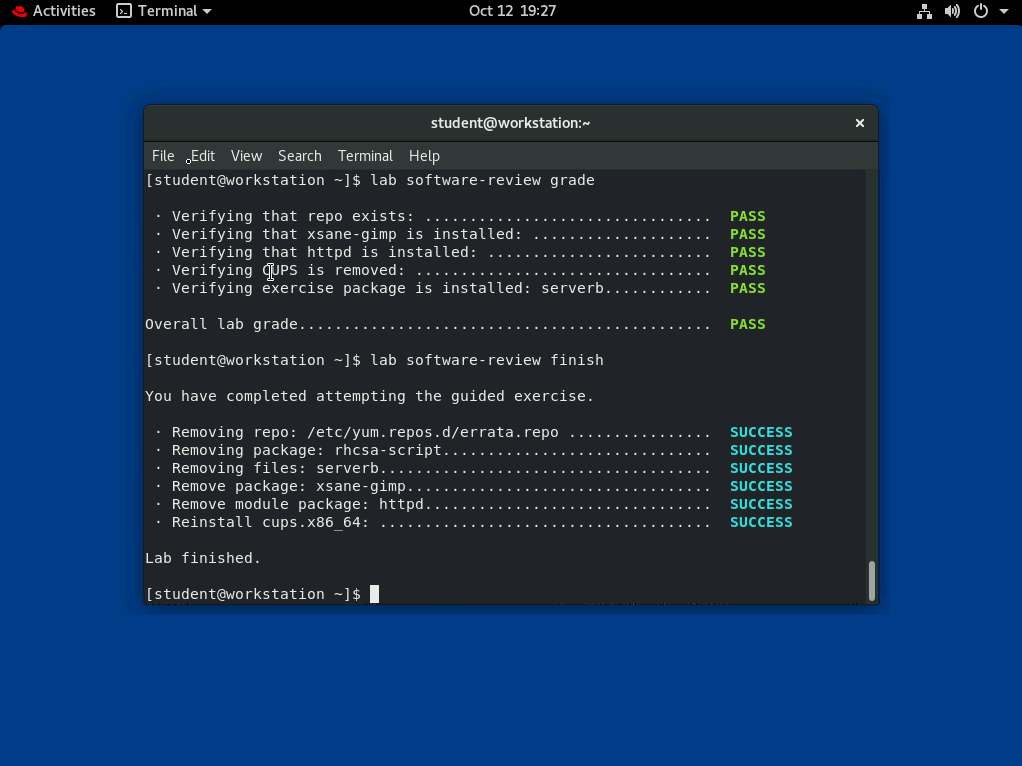 Activities Terminal Oct 12 19:27
student@workstation:~ ×
File Edit View Search Terminal Help
[student@workstation ~]$ lab software-review grade
· Verifying that repo exists: ................................ PASS
· Verifying that xsane-gimp is installed: .................... PASS
· Verifying that httpd is installed: ......................... PASS
· Verifying CUPS is removed: ................................. PASS
· Verifying exercise package is installed: serverb............ PASS
Overall lab grade.............................................. PASS
[student@workstation ~]$ lab software-review finish
You have completed attempting the guided exercise.
· Removing repo: /etc/yum.repos.d/errata.repo ................ SUCCESS
· Removing package: rhcsa-script.............................. SUCCESS
· Removing files: serverb..................................... SUCCESS
· Remove package: xsane-gimp.................................. SUCCESS
· Remove module package: httpd................................ SUCCESS
· Reinstall cups.x86_64: ..................................... SUCCESS
Lab finished.
[student@workstation ~]$